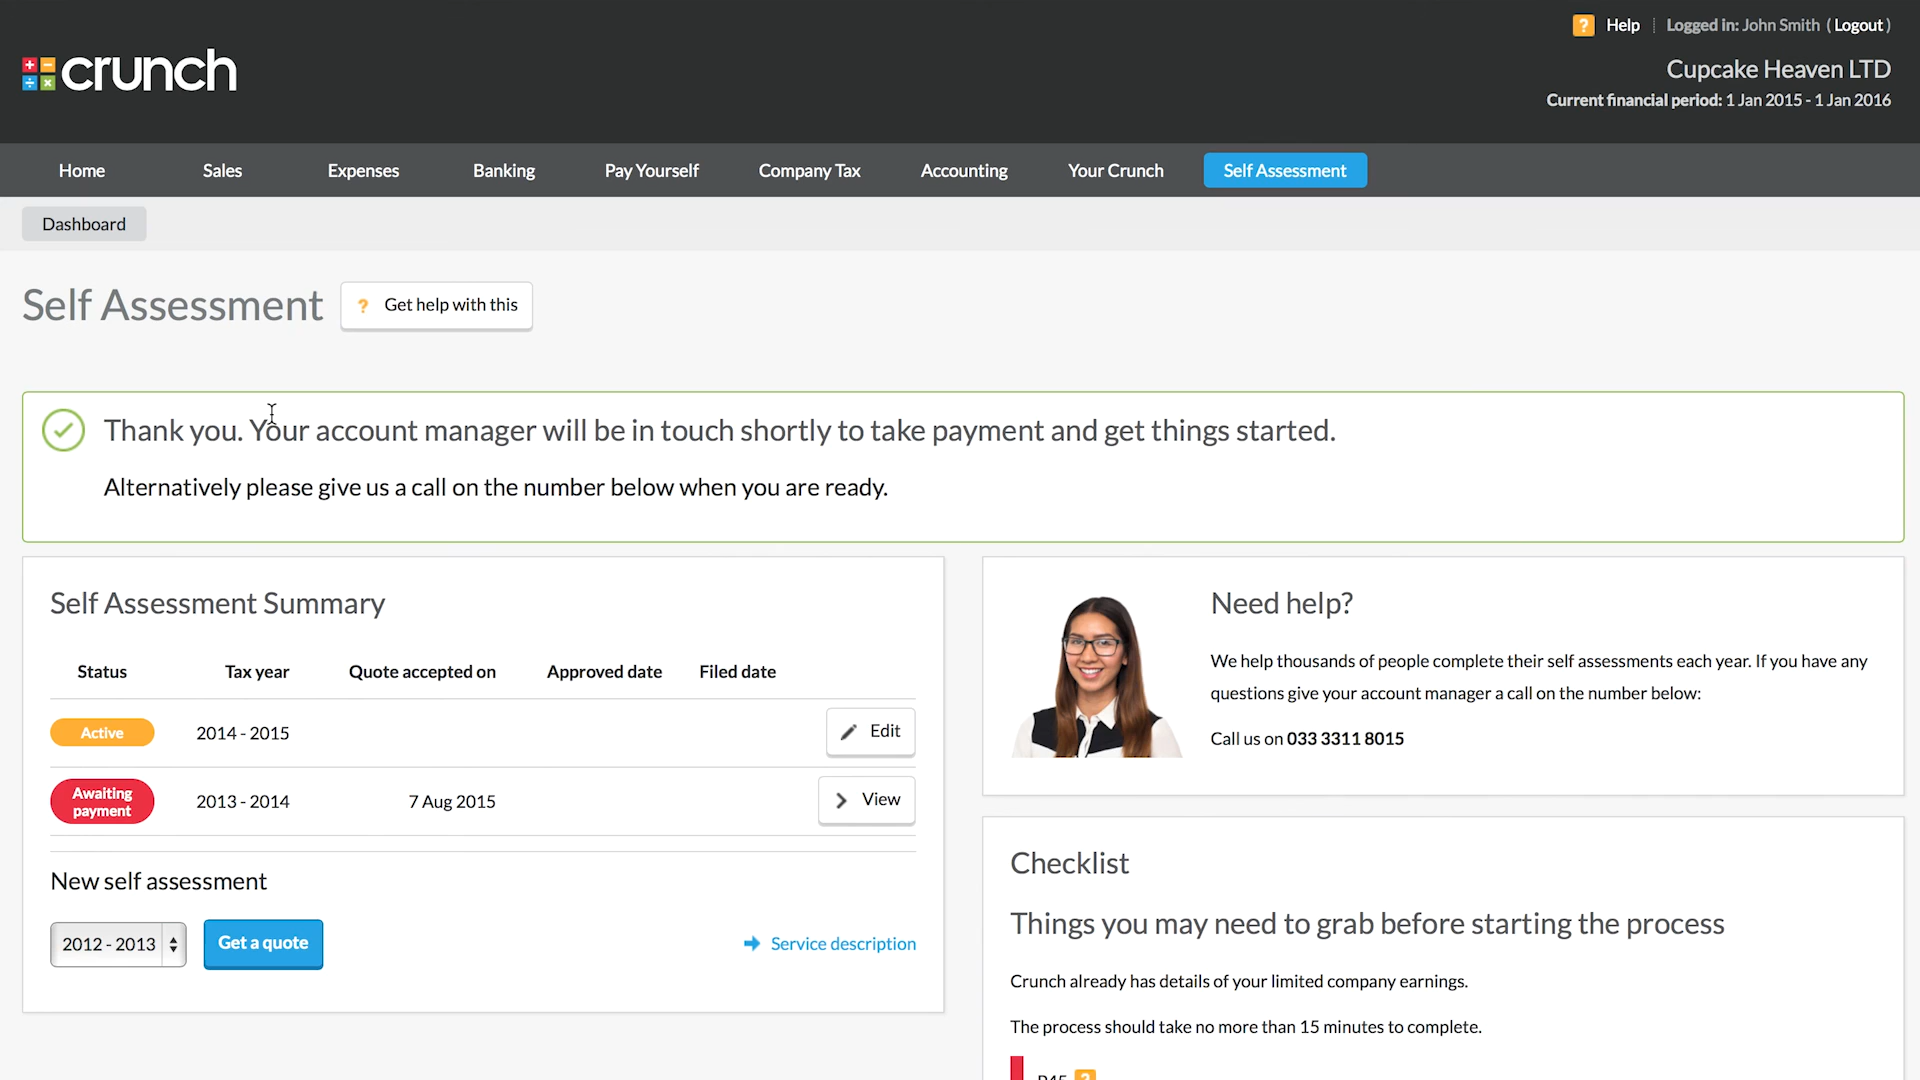 ? Help Logged in: John Smith ( Logout )
crunch
Cupcake Heaven LTD
Current financial period: 1 Jan 2015 - 1 Jan 2016
Home Sales Expenses Banking Pay Yourself Company Tax Accounting Your Crunch Self Assessment
Dashboard
Self Assessment
? Get help with this
Thank you. Your account manager will be in touch shortly to take payment and get things started.
Alternatively please give us a call on the number below when you are ready.
Self Assessment Summary
Status Tax year Quote accepted on Approved date Filed date
Active 2014 - 2015 Edit
Awaiting
payment
2013 - 2014 7 Aug 2015 View
New self assessment
2012 - 2013 Get a quote Service description
Need help?
We help thousands of people complete their self assessments each year. If you have any
questions give your account manager a call on the number below:
Call us on 033 3311 8015
Checklist
Things you may need to grab before starting the process
Crunch already has details of your limited company earnings.
The process should take no more than 15 minutes to complete.